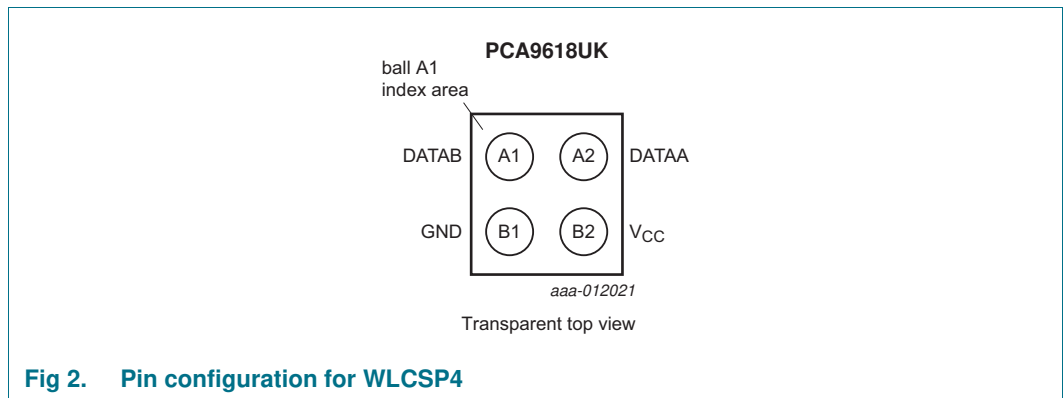 PCA9618UK
ball A1
index area
DATAB A1 A2 DATAA
GND B1 B2 VCC
aaa-012021
Transparent top view
Fig 2. Pin configuration for WLCSP4